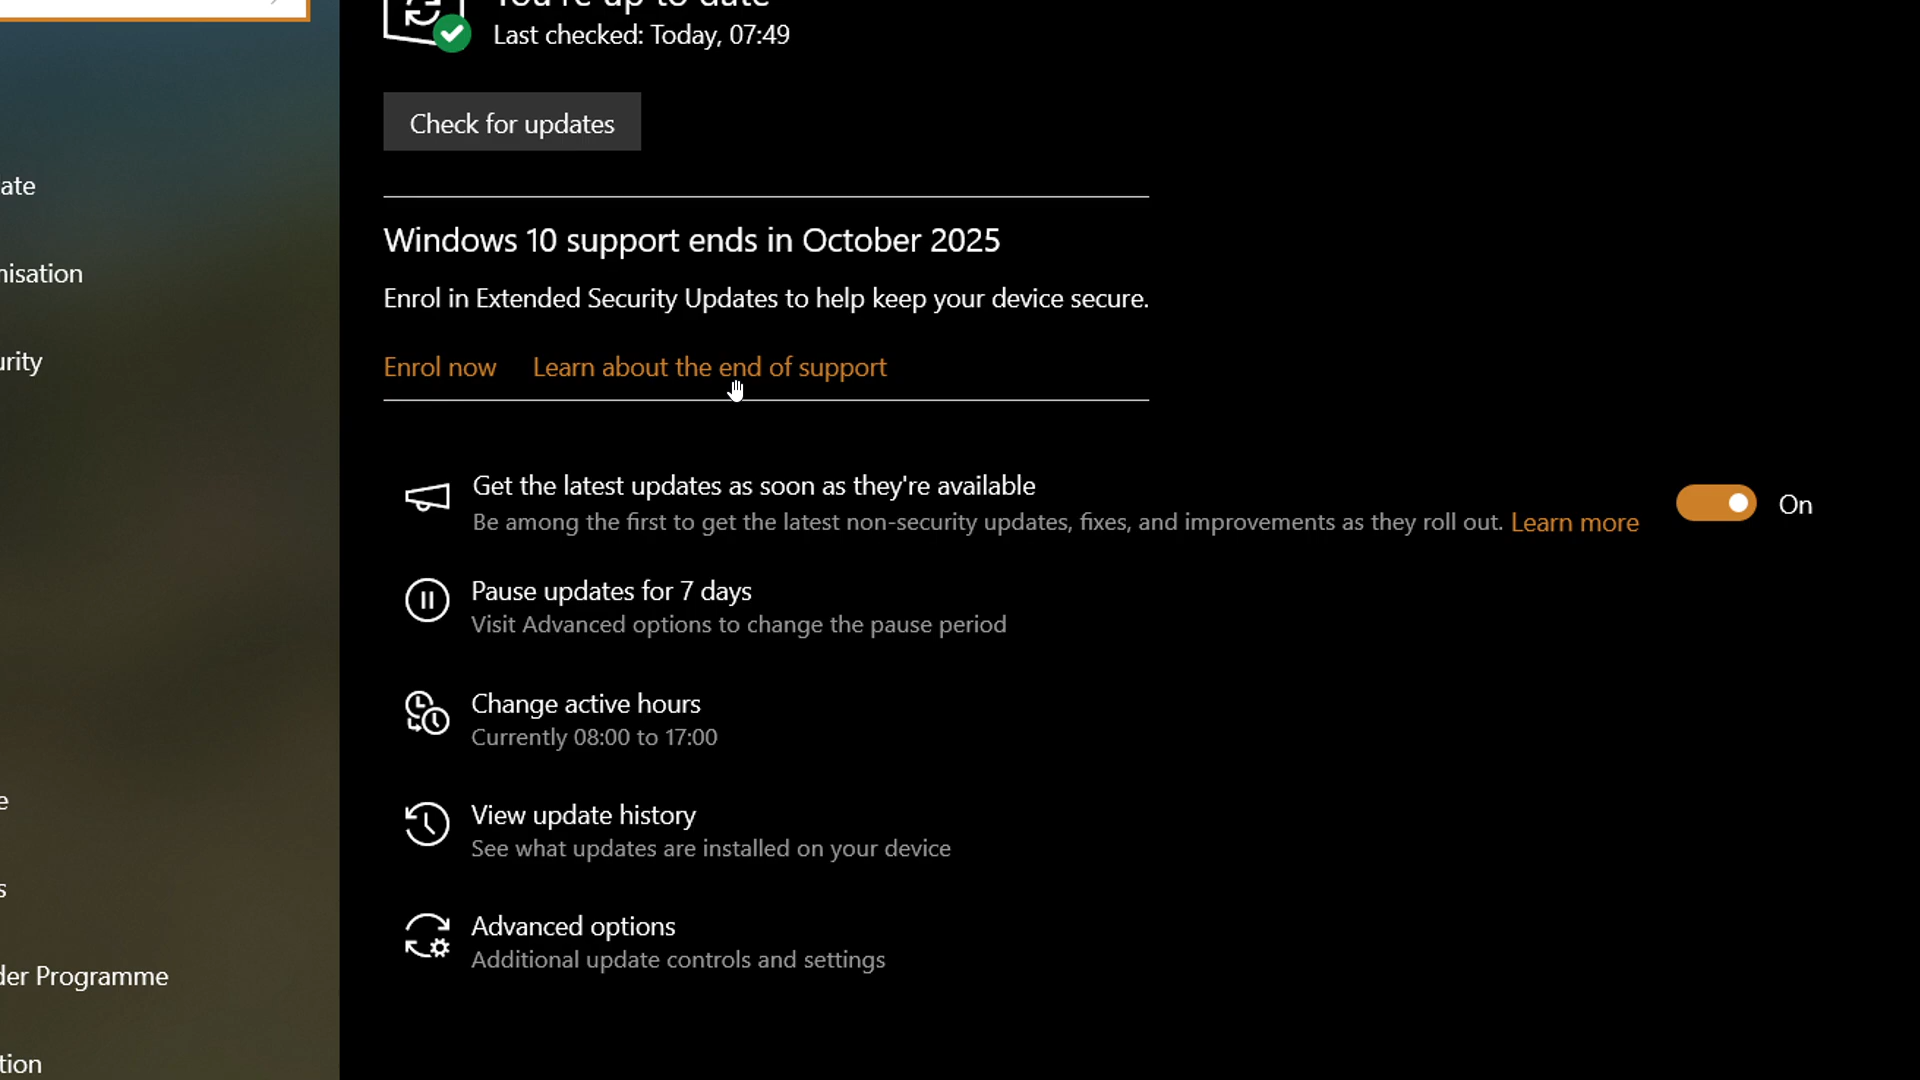 You're up to date
Last checked: Today, 07:49
Check for updates
Windows 10 support ends in October 2025
Enrol in Extended Security Updates to help keep your device secure.
Enrol now Learn about the end of support
Get the latest updates as soon as they're available
Be among the first to get the latest non-security updates, fixes, and improvements as they roll out. Learn more
On
Pause updates for 7 days
Visit Advanced options to change the pause period
Change active hours
Currently 08:00 to 17:00
View update history
See what updates are installed on your device
Advanced options
Additional update controls and settings
ate
nisation
urity
e
s
der Programme
tion